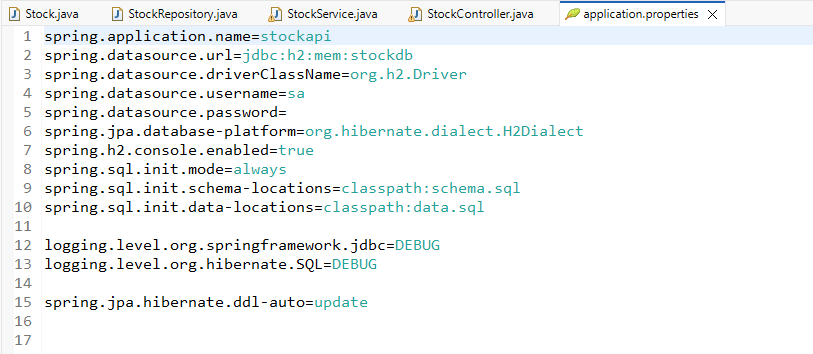 Stock.java StockRepository.java StockService.java StockController.java application.properties
1 spring.application.name=stockapi
2 spring.datasource.url=jdbc:h2:mem:stockdb
3 spring.datasource.driverClassName=org.h2.Driver
4 spring.datasource.username=sa
5 spring.datasource.password=
6 spring.jpa.database-platform=org.hibernate.dialect.H2Dialect
7 spring.h2.console.enabled=true
8 spring.sql.init.mode=always
9 spring.sql.init.schema-locations=classpath:schema.sql
10 spring.sql.init.data-locations=classpath:data.sql
11
12 logging.level.org.springframework.jdbc=DEBUG
13 logging.level.org.hibernate.SQL=DEBUG
14
15 spring.jpa.hibernate.ddl-auto=update
16
17